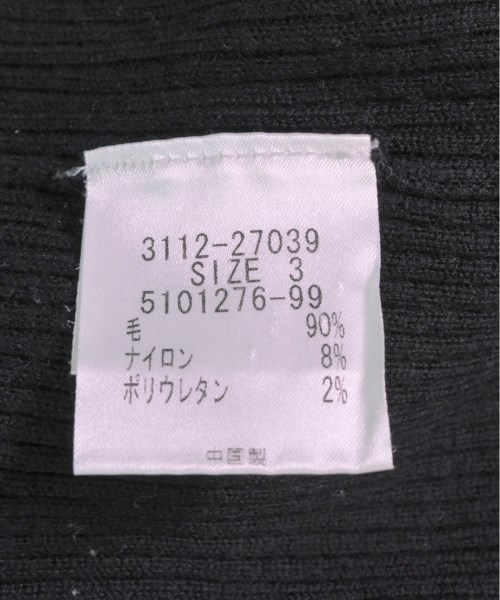 3112-27039
SIZE 3
5101276-99
毛 90%
ナイロン 8%
ポリウレタン 2%
中国製